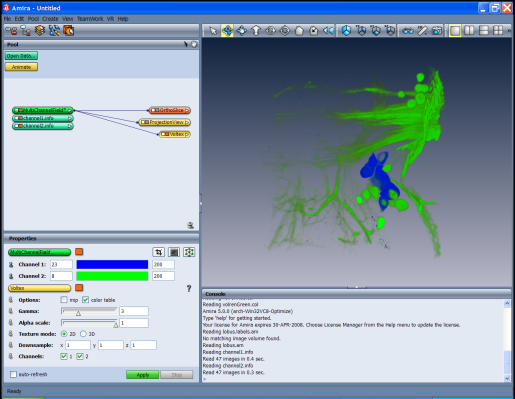 Amira - Untitled
File Edit Pool Create View TeamWork VR Help
Pool
Open Data...
Animate
MultiChannelField*
OrthoSlice
channel1.info
ProjectionView
channel2.info
Voltex
Properties
MultiChannelField
Channel 1: 23 200
Channel 2: 8 200
Voltex ?
Options: mip color table
Gamma: 3
Alpha scale: 1
Texture mode: 2D 3D
Downsample: x 1 y 1 z 1
Channels: 1 2
auto-refresh Apply Stop
Ready
Console
Reading volrenGreen.col
Amira 5.0.0 (arch-Win32VC8-Optimize)
Type 'help' for getting started.
Your license for Amira expires 30-APR-2008. Choose License Manager from the Help menu to update the license.
Reading lobus.labels.am
No matching image volume found.
Reading channel1.info
Read 47 images in 0.4 sec.
Reading channel2.info
Read 47 images in 0.3 sec.
>